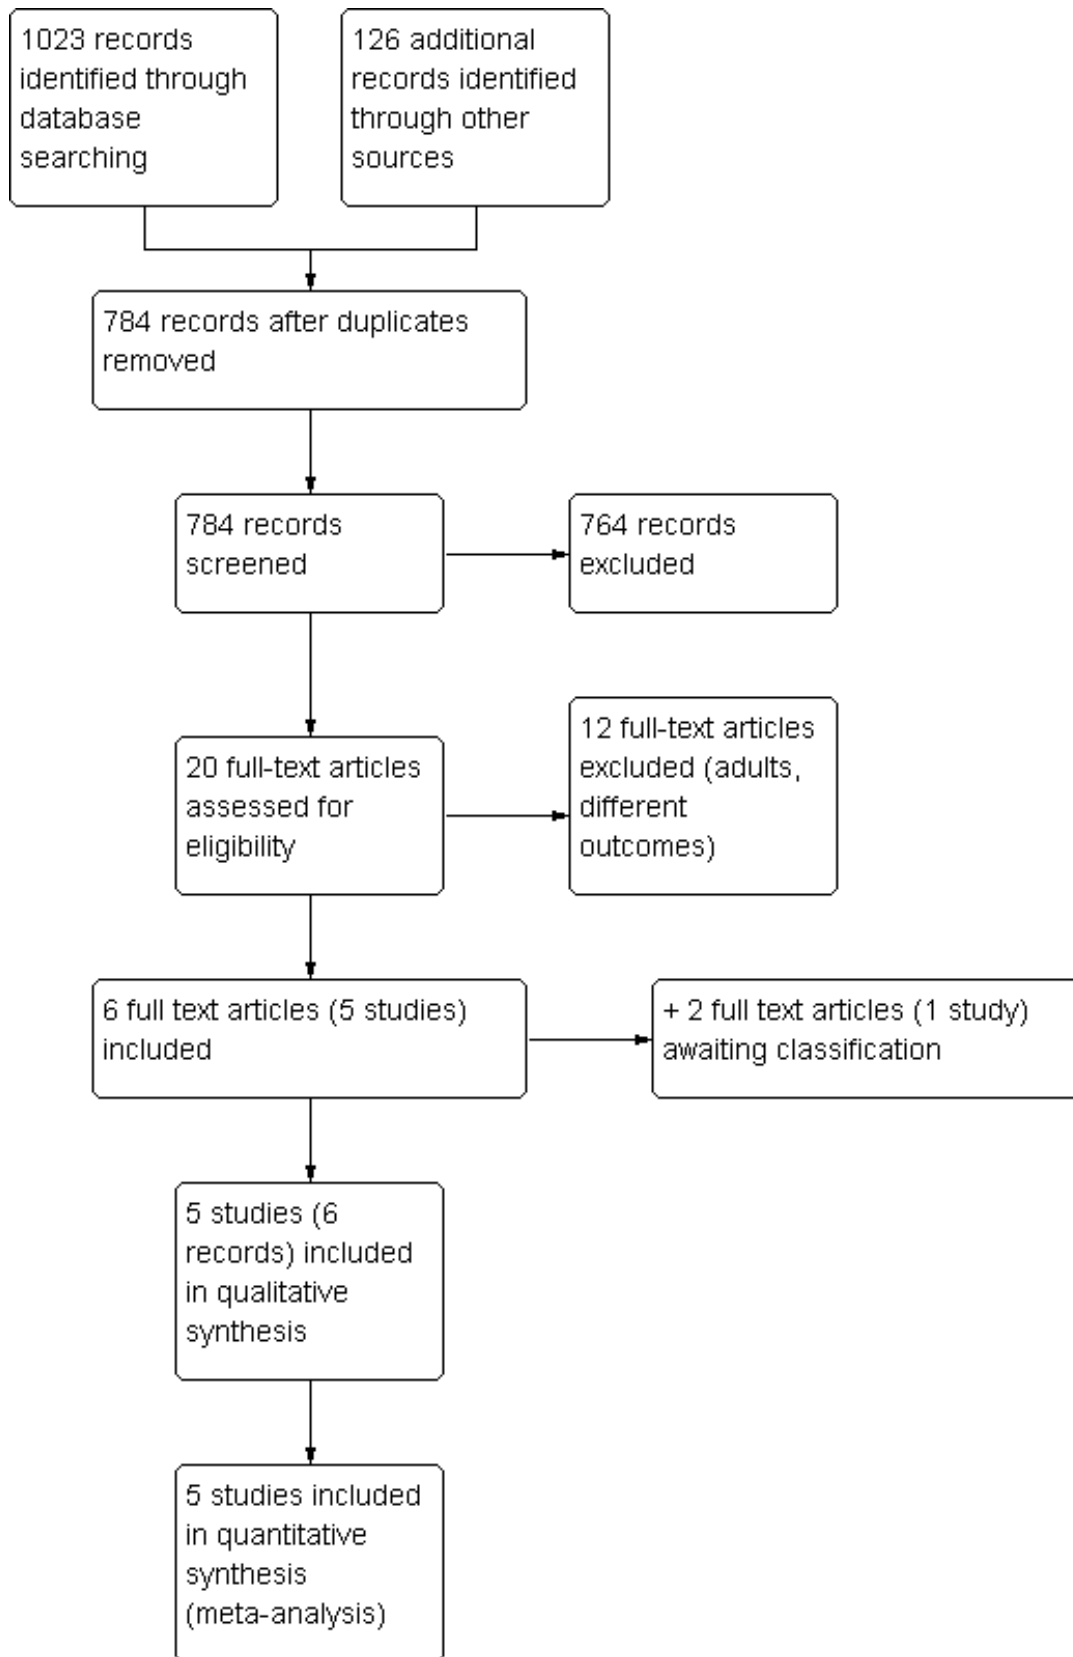 1023 records
identified through
database
searching
126 additional
records identified
through other
sources
784 records after duplicates
removed
784 records
screened
764 records
excluded
20 full-text articles
assessed for
eligibility
12 full-text articles
excluded (adults,
different
outcomes)
6 full text articles (5 studies)
included
+ 2 full text articles (1 study)
awaiting classification
5 studies (6
records) included
in qualitative
synthesis
5 studies included
in quantitative
synthesis
(meta-analysis)